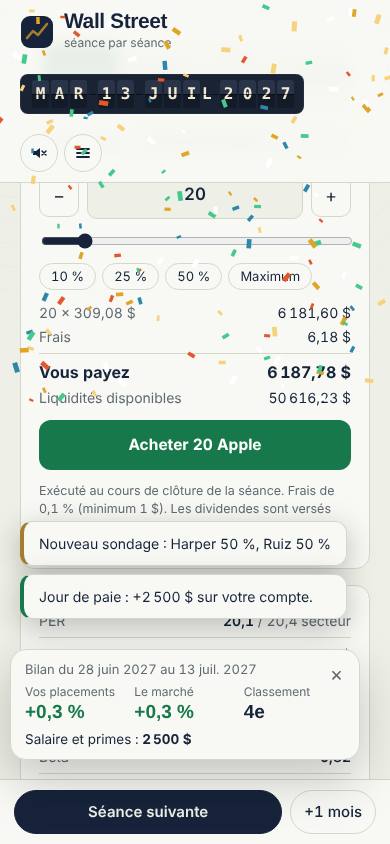 Wall Street
séance par séance
MAR 13 JUIL 2027
− 20 +
10 % 25 % 50 % Maximum
20 × 309,08 $ 6 181,60 $
Frais 6,18 $
Vous payez 6 187,78 $
Liquidités disponibles 50 616,23 $
Acheter 20 Apple
Exécuté au cours de clôture de la séance. Frais de
0,1 % (minimum 1 $). Les dividendes sont versés
Nouveau sondage : Harper 50 %, Ruiz 50 %
Jour de paie : +2 500 $ sur votre compte.
PER 20,1 / 20,4 secteur
Bilan du 28 juin 2027 au 13 juil. 2027 ×
Vos placements Le marché Classement
+0,3 % +0,3 % 4e
Salaire et primes : 2 500 $
Séance suivante +1 mois